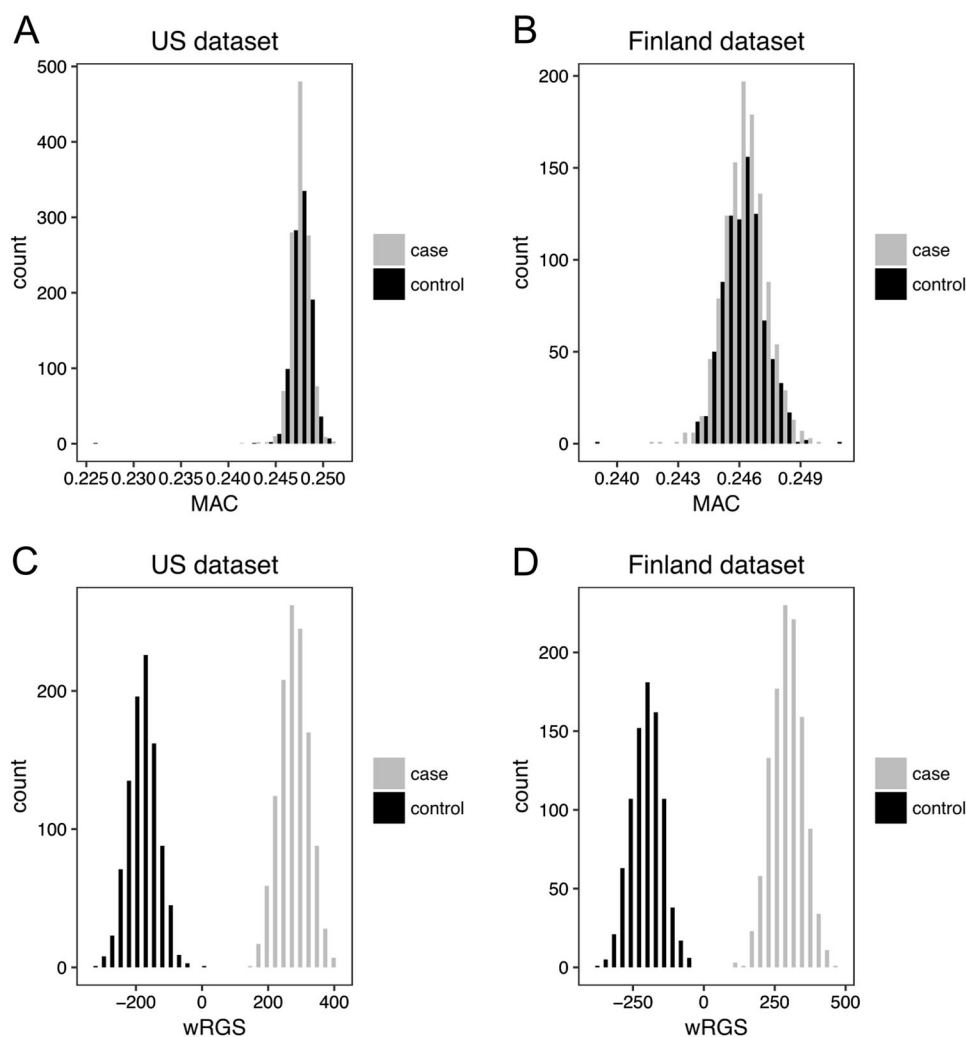 A
US dataset
500
400
300
200
100
0
count
0.225 0.230 0.235 0.240 0.245 0.250
MAC
case
control
B
Finland dataset
200
150
100
50
0
count
0.240 0.243 0.246 0.249
MAC
case
control
C
US dataset
200
100
0
count
−200 0 200 400
wRGS
case
control
D
Finland dataset
200
150
100
50
0
count
−250 0 250 500
wRGS
case
control